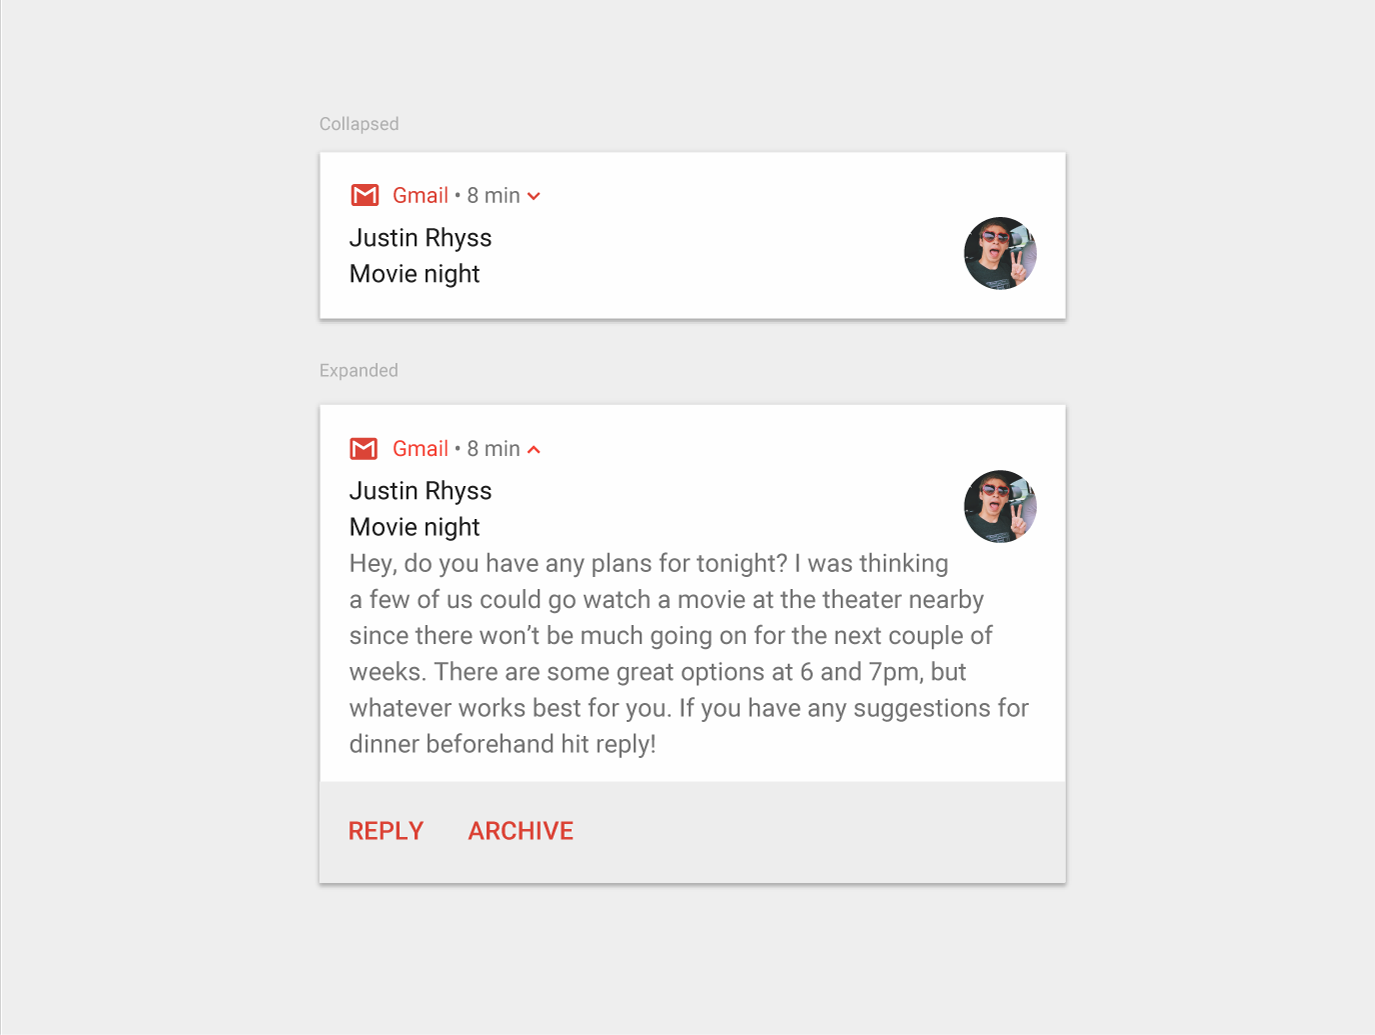 Collapsed
Gmail • 8 min
Justin Rhyss
Movie night
Expanded
Gmail • 8 min
Justin Rhyss
Movie night
Hey, do you have any plans for tonight? I was thinking
a few of us could go watch a movie at the theater nearby
since there won’t be much going on for the next couple of
weeks. There are some great options at 6 and 7pm, but
whatever works best for you. If you have any suggestions for
dinner beforehand hit reply!
REPLY ARCHIVE